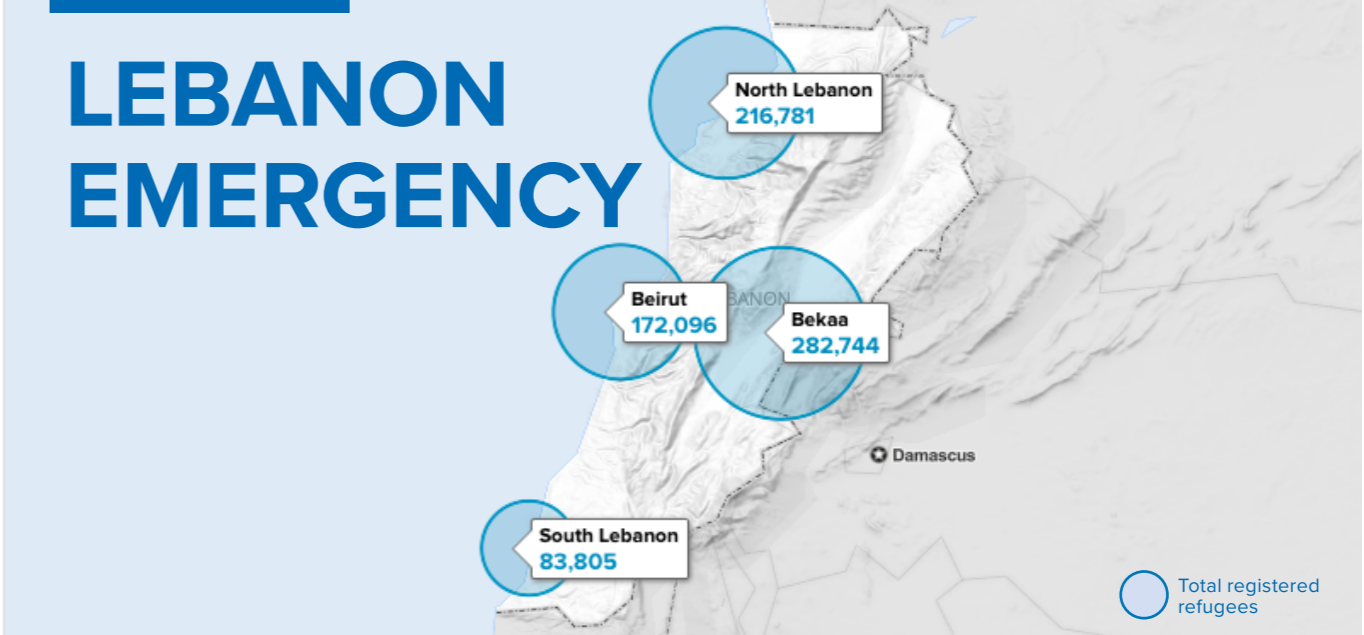 LEBANON
EMERGENCY
North Lebanon
216,781
Beirut
172,096
BANON
Bekaa
282,744
Damascus
South Lebanon
83,805
Total registered
refugees